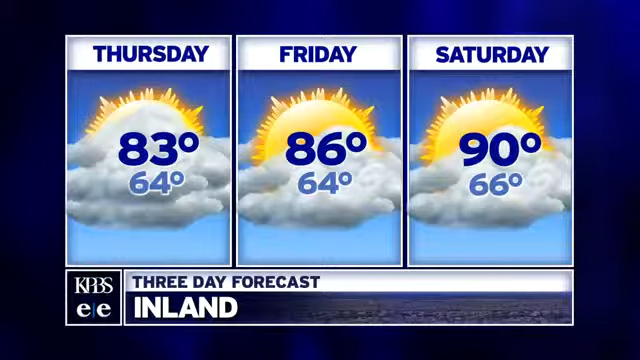 THURSDAY
83°
64°
FRIDAY
86°
64°
SATURDAY
90°
66°
KPBS
e|e
THREE DAY FORECAST
INLAND